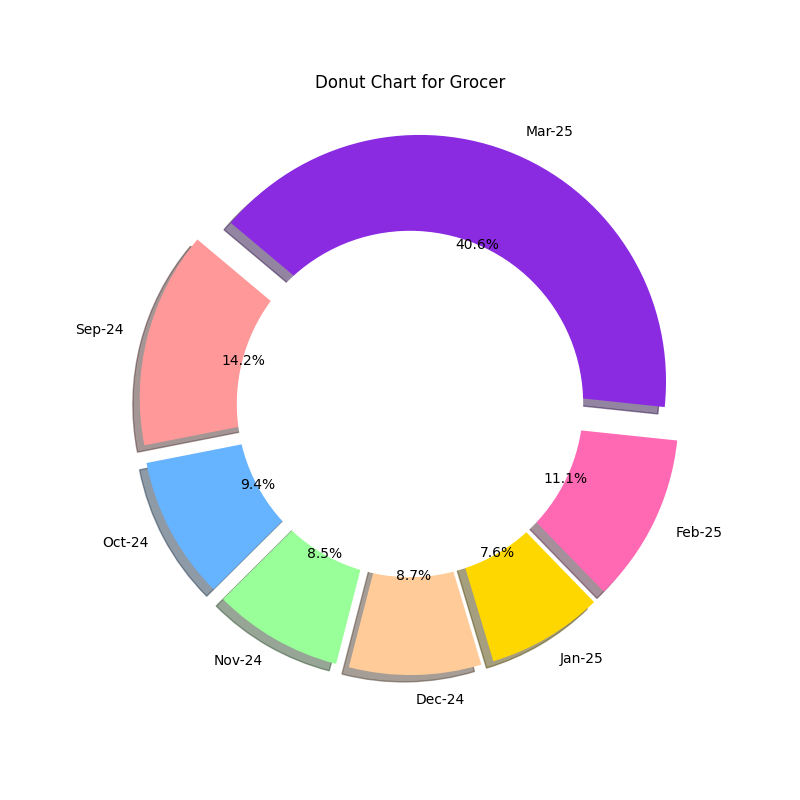 Donut Chart for Grocer
Mar-25
40.6%
Sep-24
14.2%
Oct-24
9.4%
Nov-24
8.5%
Dec-24
8.7%
Jan-25
7.6%
Feb-25
11.1%